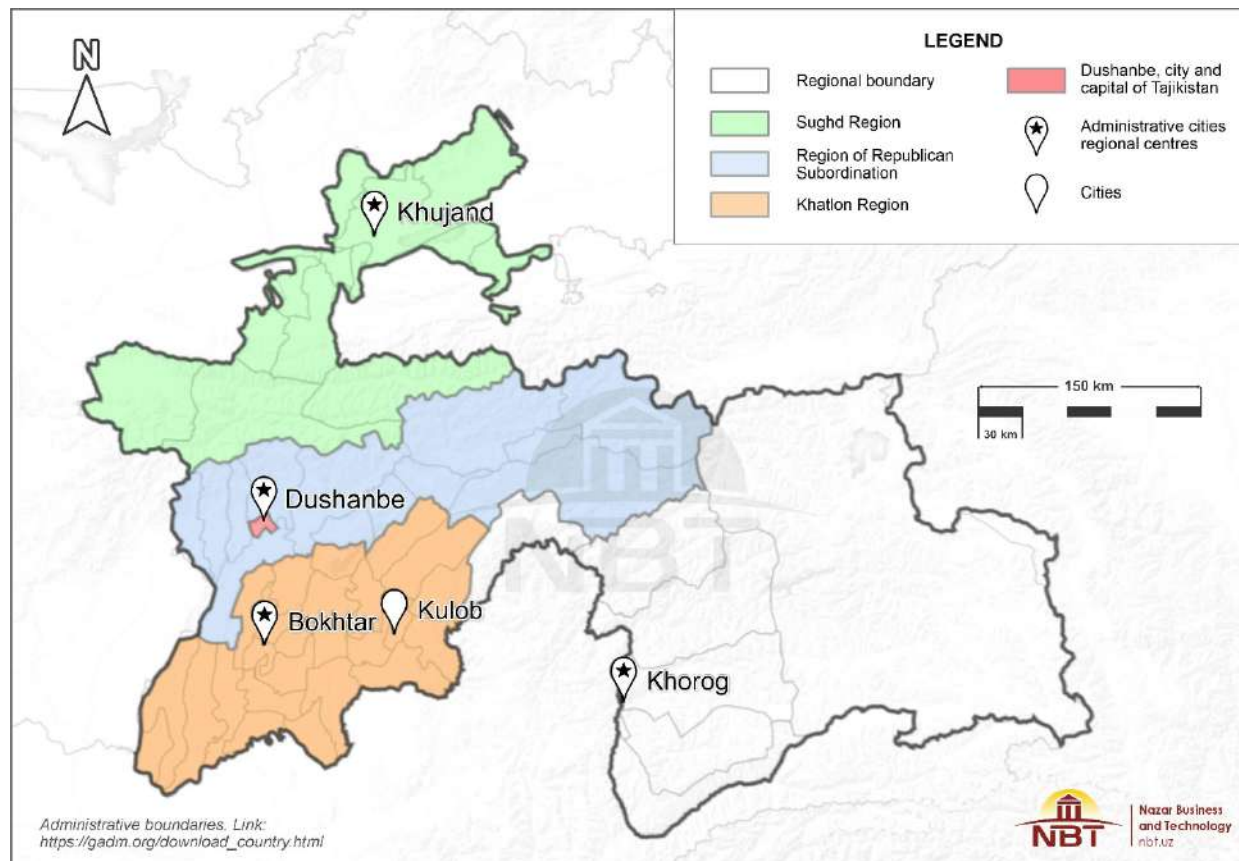 N
LEGEND
Regional boundary
Sughd Region
Region of Republican
Subordination
Khatlon Region
Dushanbe, city and
capital of Tajikistan
Administrative cities
regional centres
Cities
Khujand
150 km
30 km
Dushanbe
NBT
Bokhtar
Kulob
Khorog
Administrative boundaries. Link:
https://gadm.org/download_country.html
NBT
Nazar Business
and Technology
nbt.uz